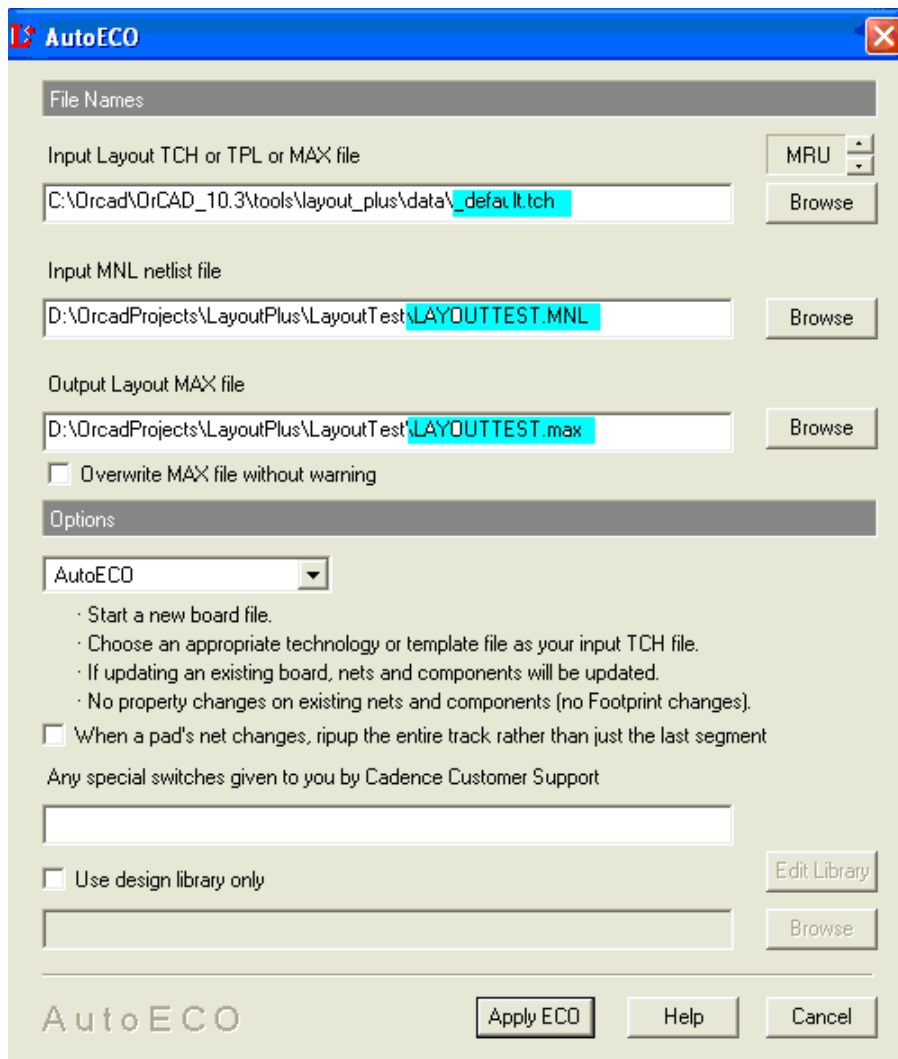 AutoECO
File Names
Input Layout TCH or TPL or MAX file
MRU
C:\Orcad\OrCAD_10.3\tools\layout_plus\data\_default.tch
Browse
Input MNL netlist file
D:\OrcadProjects\LayoutPlus\LayoutTest\LAYOUTTEST.MNL
Browse
Output Layout MAX file
D:\OrcadProjects\LayoutPlus\LayoutTest\LAYOUTTEST.max
Browse
Overwrite MAX file without warning
Options
AutoECO
· Start a new board file.
· Choose an appropriate technology or template file as your input TCH file.
· If updating an existing board, nets and components will be updated.
· No property changes on existing nets and components (no Footprint changes).
When a pad's net changes, ripup the entire track rather than just the last segment
Any special switches given to you by Cadence Customer Support
Edit Library
Use design library only
Browse
AutoECO
Apply ECO
Help
Cancel